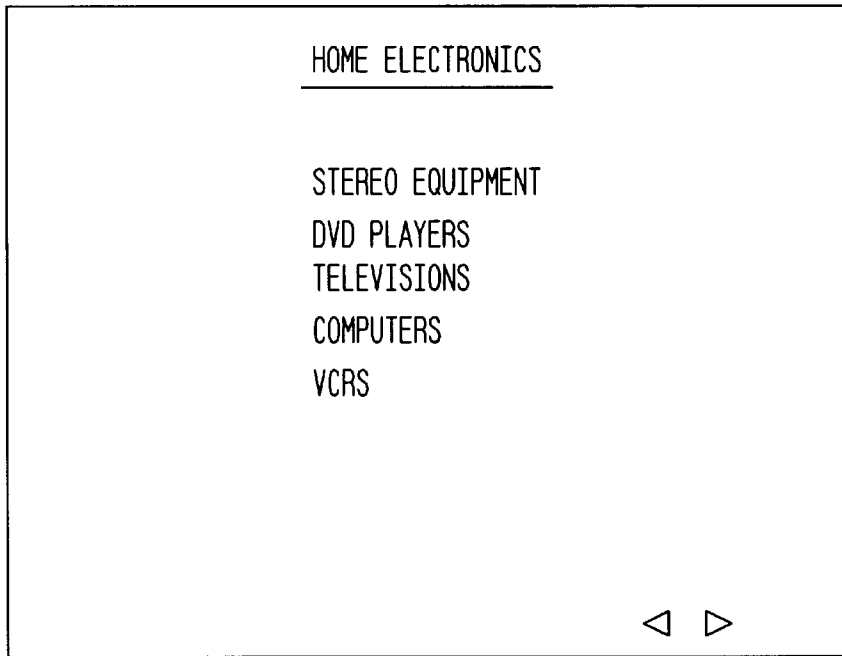 HOME ELECTRONICS
STEREO EQUIPMENT
DVD PLAYERS
TELEVISIONS
COMPUTERS
VCRS